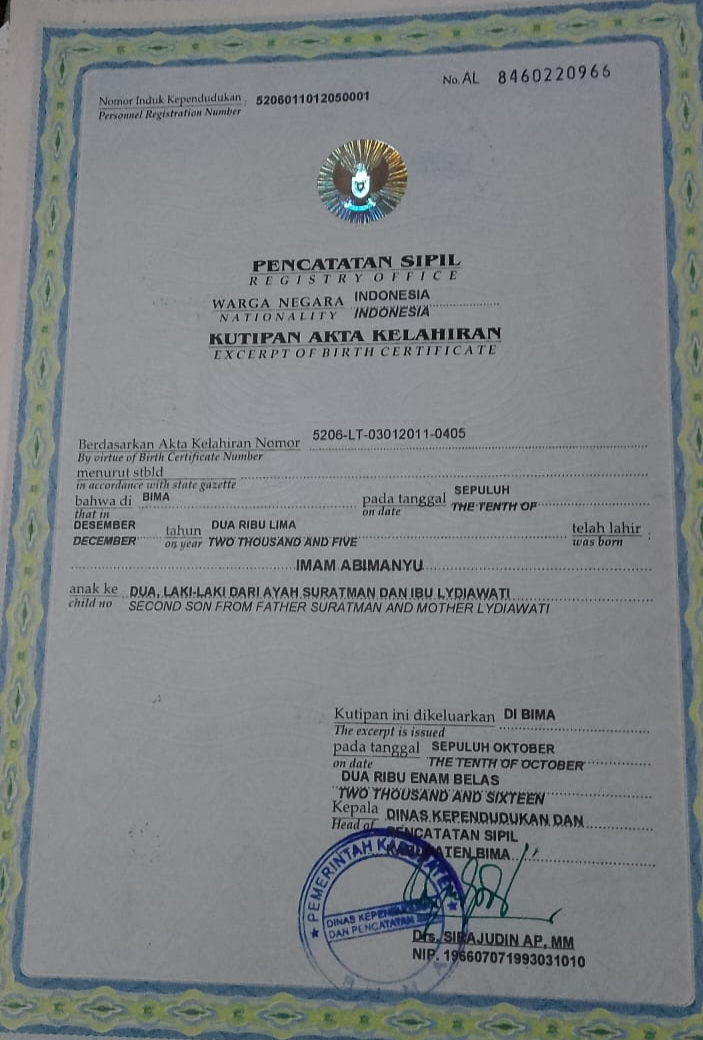 No. AL 8460220966
Nomor Induk Kependudukan : 5206011012050001
Personnel Registration Number
PENCATATAN SIPIL
REGISTRY OFFICE
WARGA NEGARA INDONESIA
NATIONALITY INDONESIA
KUTIPAN AKTA KELAHIRAN
EXCERPT OF BIRTH CERTIFICATE
Berdasarkan Akta Kelahiran Nomor 5206-LT-03012011-0405
By virtue of Birth Certificate Number
menurut stbld
in accordance with state gazette
bahwa di BIMA pada tanggal SEPULUH
that in on date THE TENTH OF
DESEMBER tahun DUA RIBU LIMA telah lahir :
DECEMBER on year TWO THOUSAND AND FIVE was born
IMAM ABIMANYU
anak ke DUA, LAKI-LAKI DARI AYAH SURATMAN DAN IBU LYDIAWATI
child no SECOND SON FROM FATHER SURATMAN AND MOTHER LYDIAWATI
Kutipan ini dikeluarkan DI BIMA
The excerpt is issued
pada tanggal SEPULUH OKTOBER
on date THE TENTH OF OCTOBER
DUA RIBU ENAM BELAS
TWO THOUSAND AND SIXTEEN
Kepala DINAS KEPENDUDUKAN DAN
Head of PENCATATAN SIPIL
KABUPATEN BIMA
PEMERINTAH KABUPATEN
DINAS KEPENDUDUKAN
DAN PENCATATAN
BIMA
Drs. SIRAJUDIN AP, MM
NIP. 196607071993031010